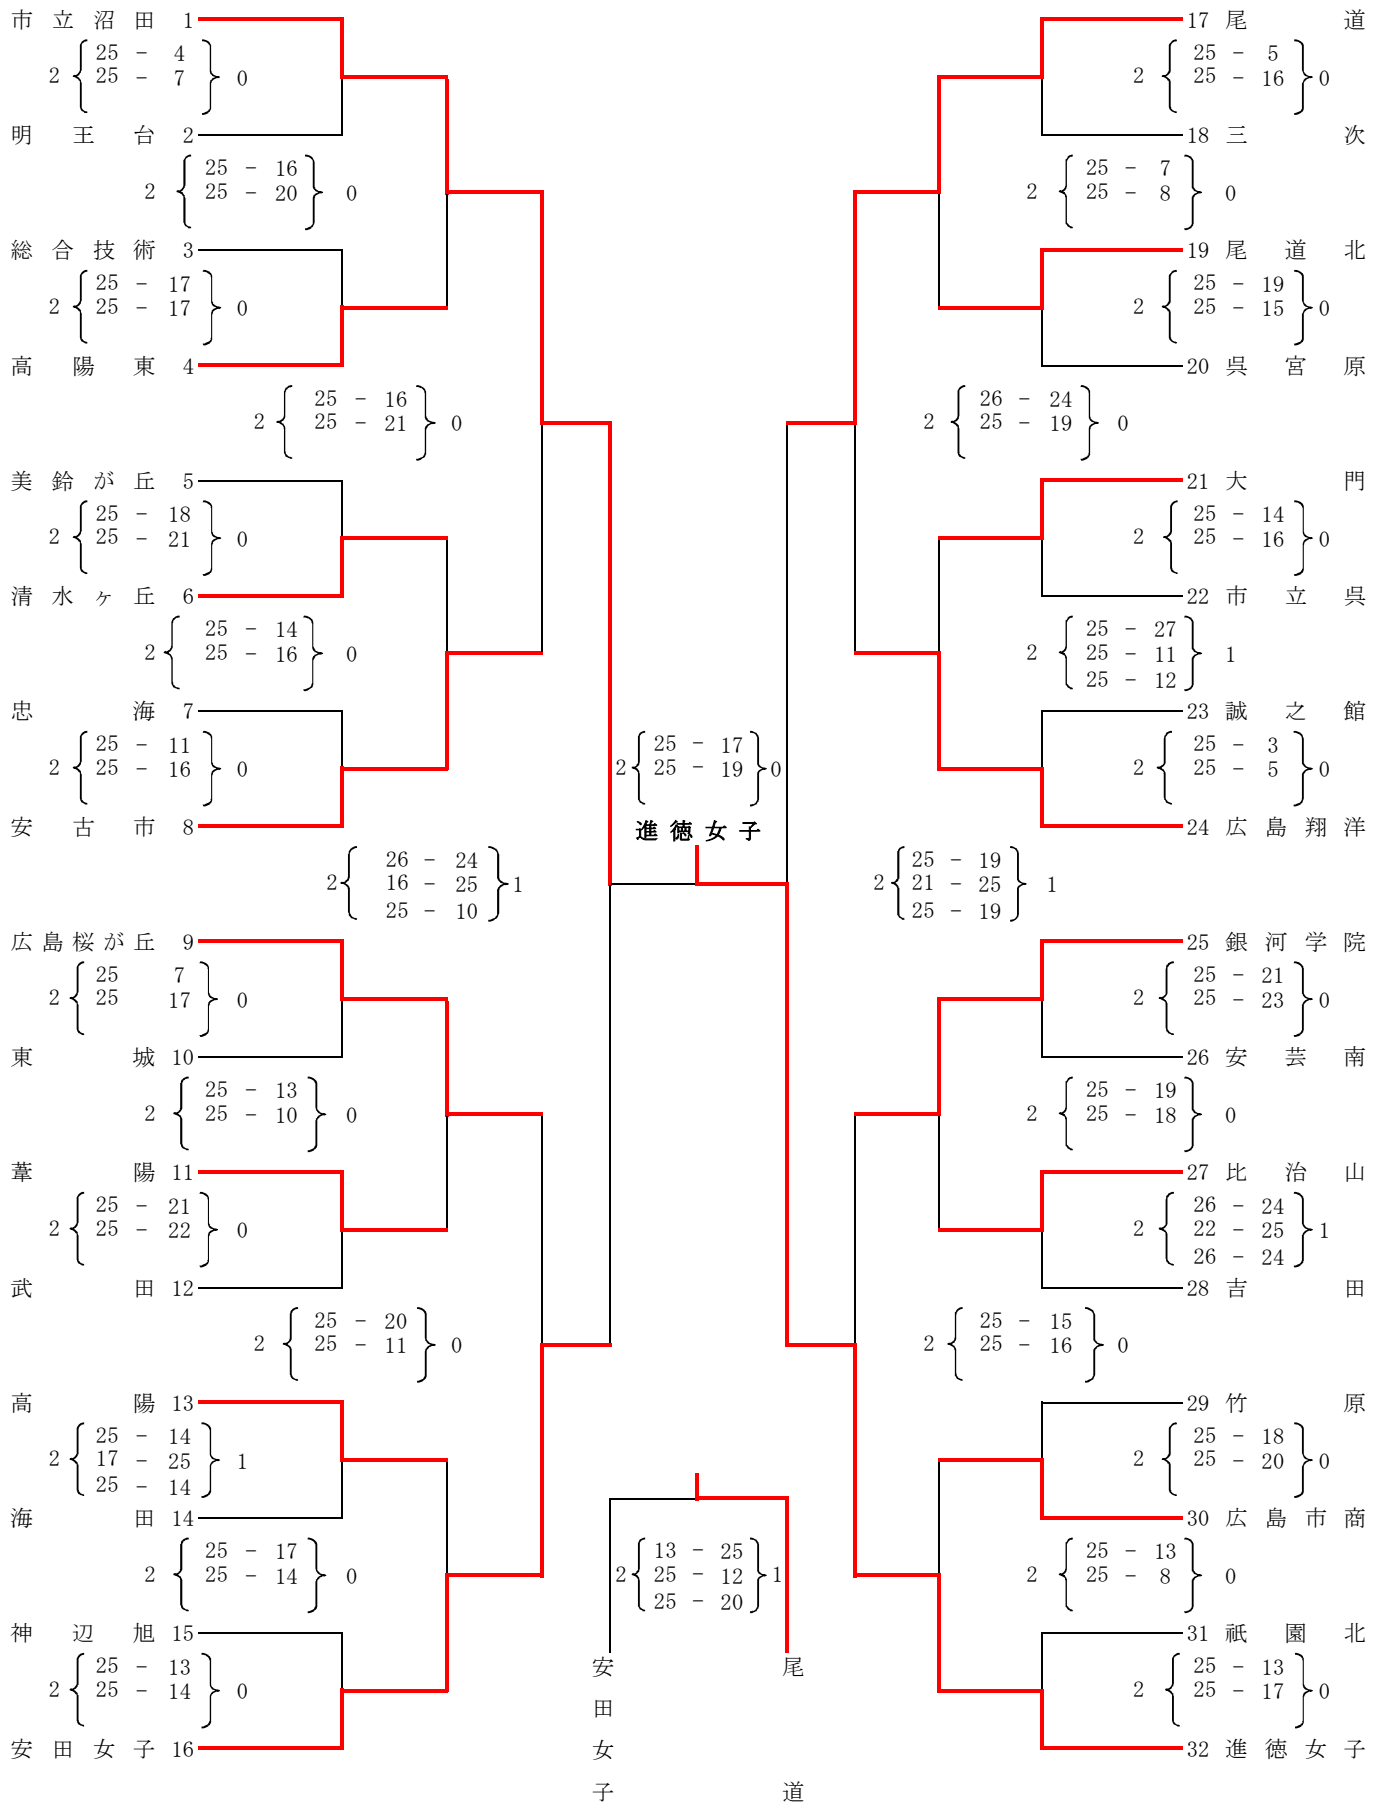 市立沼田 1
25 - 4
2 25 - 7 0
明王台 2
25 - 16
2 25 - 20 0
総合技術 3
25 - 17
2 25 - 17 0
高陽東 4
25 - 16
2 25 - 21 0
美鈴が丘 5
25 - 18
2 25 - 21 0
清水ヶ丘 6
25 - 14
2 25 - 16 0
忠海 7
25 - 11
2 25 - 16 0
安古市 8
26 - 24
2 16 - 25 1
25 - 10
広島桜が丘 9
25 7
2 25 17 0
東城 10
25 - 13
2 25 - 10 0
葦陽 11
25 - 21
2 25 - 22 0
武田 12
25 - 20
2 25 - 11 0
高陽 13
25 - 14
2 17 - 25 1
25 - 14
海田 14
25 - 17
2 25 - 14 0
神辺旭 15
25 - 13
2 25 - 14 0
安田女子 16
25 - 17
2 25 - 19 0
進徳女子
13 - 25
2 25 - 12 1
25 - 20
安田女子
尾道
17 尾道
25 - 5
2 25 - 16 0
18 三次
25 - 7
2 25 - 8 0
19 尾道北
25 - 19
2 25 - 15 0
20 呉宮原
26 - 24
2 25 - 19 0
21 大門
25 - 14
2 25 - 16 0
22 市立呉
25 - 27
2 25 - 11 1
25 - 12
23 誠之館
25 - 3
2 25 - 5 0
24 広島翔洋
25 - 19
2 21 - 25 1
25 - 19
25 銀河学院
25 - 21
2 25 - 23 0
26 安芸南
25 - 19
2 25 - 18 0
27 比治山
26 - 24
2 22 - 25 1
26 - 24
28 吉田
25 - 15
2 25 - 16 0
29 竹原
25 - 18
2 25 - 20 0
30 広島市商
25 - 13
2 25 - 8 0
31 祇園北
25 - 13
2 25 - 17 0
32 進徳女子